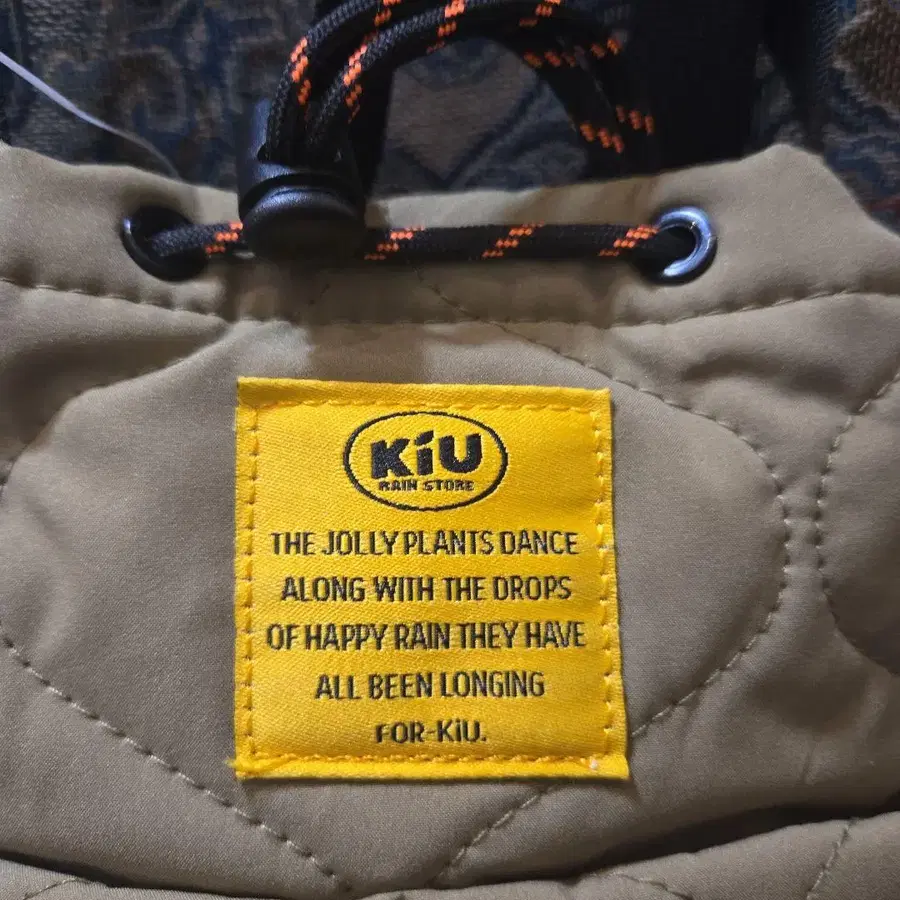 KiU
RAIN STORE
THE JOLLY PLANTS DANCE
ALONG WITH THE DROPS
OF HAPPY RAIN THEY HAVE
ALL BEEN LONGING
FOR-KiU.